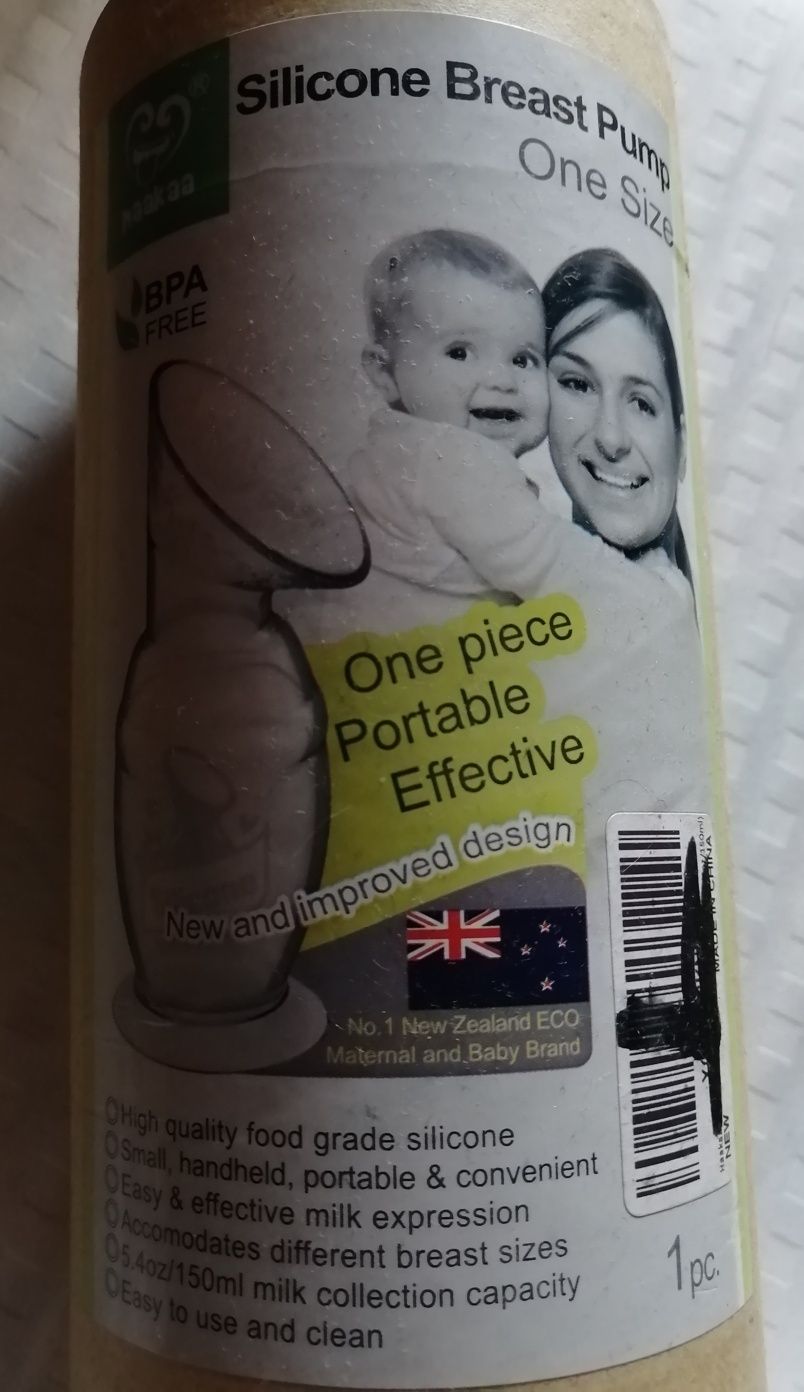 Silicone Breast Pump
One Size
haakaa®
BPA
FREE
One piece
Portable
Effective
New and improved design
No.1 New Zealand ECO
Maternal and Baby Brand
High quality food grade silicone
Small, handheld, portable & convenient
Easy & effective milk expression
Accomodates different breast sizes
5.4oz/150ml milk collection capacity
Easy to use and clean
MADE IN CHINA
NEW
1pc.